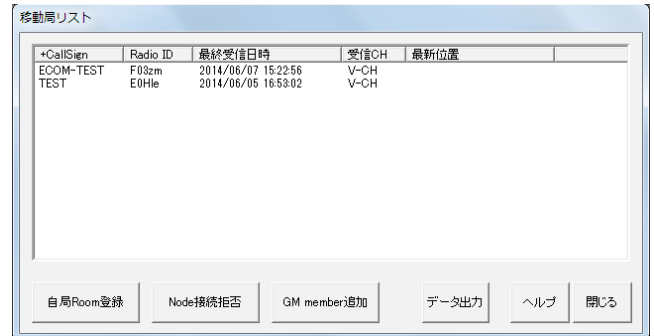 移動局リスト
+CallSign Radio ID 最終受信日時 受信CH 最新位置
ECOM-TEST F03zm 2014/06/07 15:22:56 V-CH
TEST E0Hle 2014/06/05 16:53:02 V-CH
自局Room登録 Node接続拒否 GM member追加 データ出力 ヘルプ 閉じる